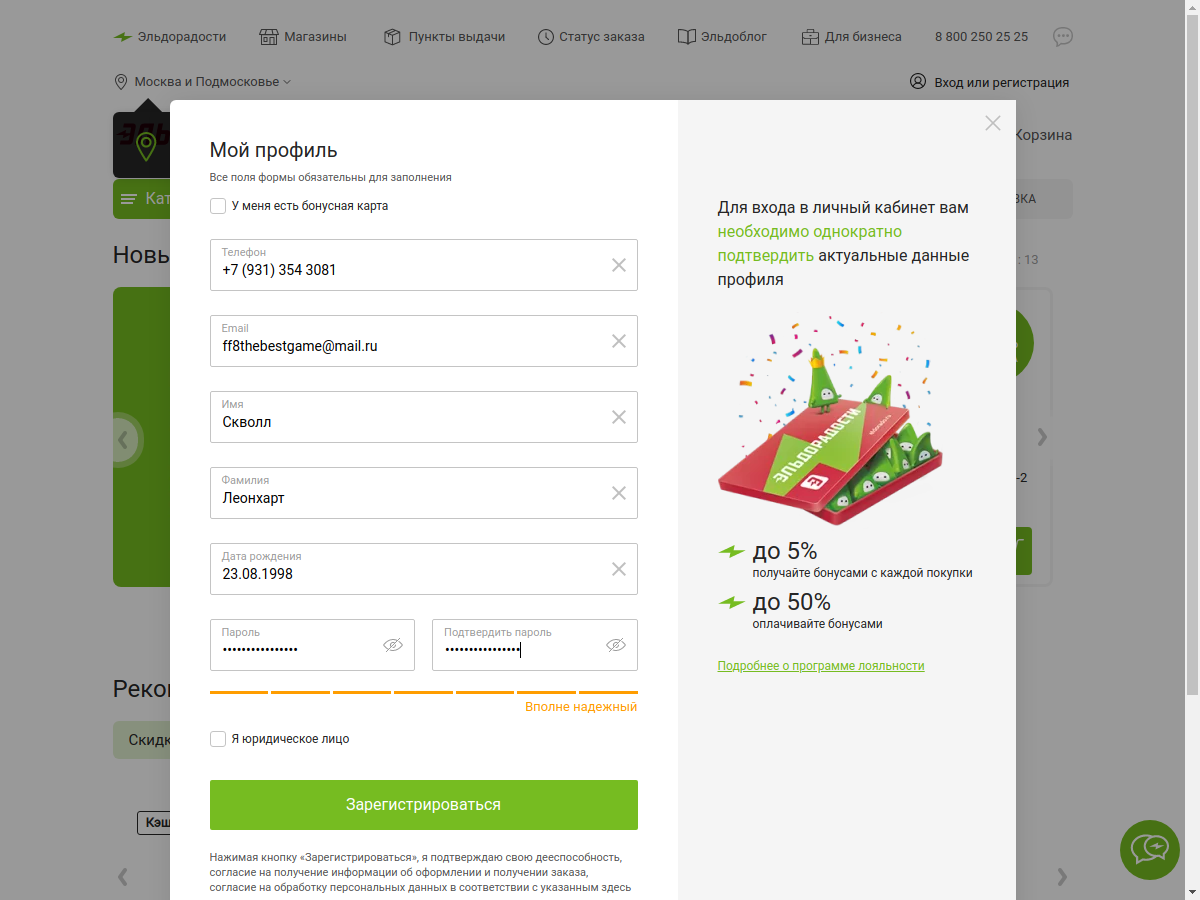 Эльдорадости Магазины Пункты выдачи Статус заказа Эльдоблог Для бизнеса 8 800 250 25 25
Москва и Подмосковье Вход или регистрация
Корзина
Мой профиль
Все поля формы обязательны для заполнения
У меня есть бонусная карта
Телефон
+7 (931) 354 3081
Email
ff8thebestgame@mail.ru
Имя
Скволл
Фамилия
Леонхарт
Дата рождения
23.08.1998
Пароль
••••••••••••••••
Подтвердить пароль
••••••••••••••••
Вполне надежный
Я юридическое лицо
Зарегистрироваться
Нажимая кнопку «Зарегистрироваться», я подтверждаю свою дееспособность,
согласие на получение информации об оформлении и получении заказа,
согласие на обработку персональных данных в соответствии с указанным здесь
Для входа в личный кабинет вам
необходимо однократно
подтвердить актуальные данные
профиля
ЭЛЬДОРАДОСТИ
до 5%
получайте бонусами с каждой покупки
до 50%
оплачивайте бонусами
Подробнее о программе лояльности
Кат
Новы
Реко
Скидк
Кэш
ВКА
: 13
-2